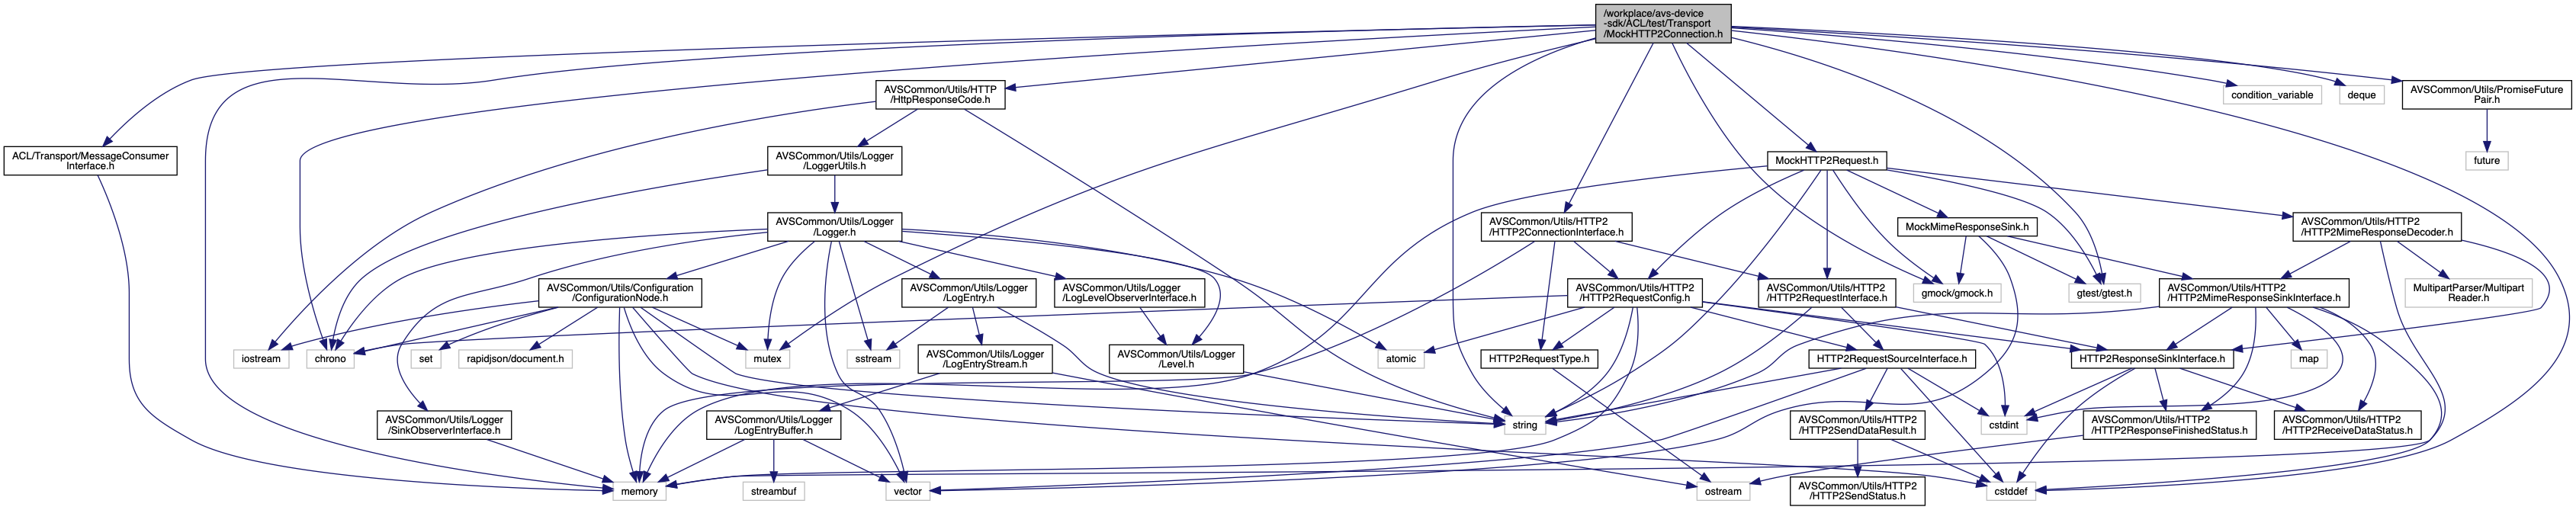 /workplace/avs-device
-sdk/ACL/test/Transport
/MockHTTP2Connection.h
AVSCommon/Utils/HTTP
/HttpResponseCode.h
condition_variable
deque
AVSCommon/Utils/PromiseFuture
Pair.h
ACL/Transport/MessageConsumer
Interface.h
AVSCommon/Utils/Logger
/LoggerUtils.h
MockHTTP2Request.h
future
AVSCommon/Utils/Logger
/Logger.h
AVSCommon/Utils/HTTP2
/HTTP2ConnectionInterface.h
MockMimeResponseSink.h
AVSCommon/Utils/HTTP2
/HTTP2MimeResponseDecoder.h
AVSCommon/Utils/Configuration
/ConfigurationNode.h
AVSCommon/Utils/Logger
/LogEntry.h
AVSCommon/Utils/Logger
/LogLevelObserverInterface.h
AVSCommon/Utils/HTTP2
/HTTP2RequestConfig.h
AVSCommon/Utils/HTTP2
/HTTP2RequestInterface.h
gmock/gmock.h
gtest/gtest.h
AVSCommon/Utils/HTTP2
/HTTP2MimeResponseSinkInterface.h
MultipartParser/Multipart
Reader.h
iostream
chrono
set
rapidjson/document.h
mutex
sstream
AVSCommon/Utils/Logger
/LogEntryStream.h
AVSCommon/Utils/Logger
/Level.h
atomic
HTTP2RequestType.h
HTTP2RequestSourceInterface.h
HTTP2ResponseSinkInterface.h
map
AVSCommon/Utils/Logger
/SinkObserverInterface.h
AVSCommon/Utils/Logger
/LogEntryBuffer.h
string
AVSCommon/Utils/HTTP2
/HTTP2SendDataResult.h
cstdint
AVSCommon/Utils/HTTP2
/HTTP2ResponseFinishedStatus.h
AVSCommon/Utils/HTTP2
/HTTP2ReceiveDataStatus.h
memory
streambuf
vector
ostream
AVSCommon/Utils/HTTP2
/HTTP2SendStatus.h
cstddef